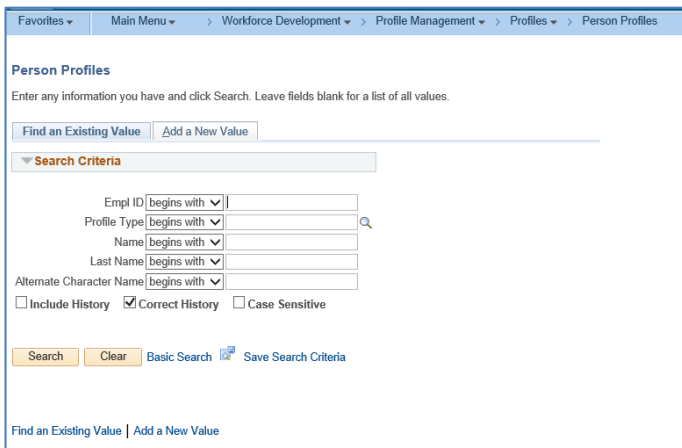 Favorites Main Menu > Workforce Development > Profile Management > Profiles > Person Profiles
Person Profiles
Enter any information you have and click Search. Leave fields blank for a list of all values.
Find an Existing Value Add a New Value
Search Criteria
Empl ID begins with
Profile Type begins with
Name begins with
Last Name begins with
Alternate Character Name begins with
Include History Correct History Case Sensitive
Search Clear Basic Search Save Search Criteria
Find an Existing Value | Add a New Value